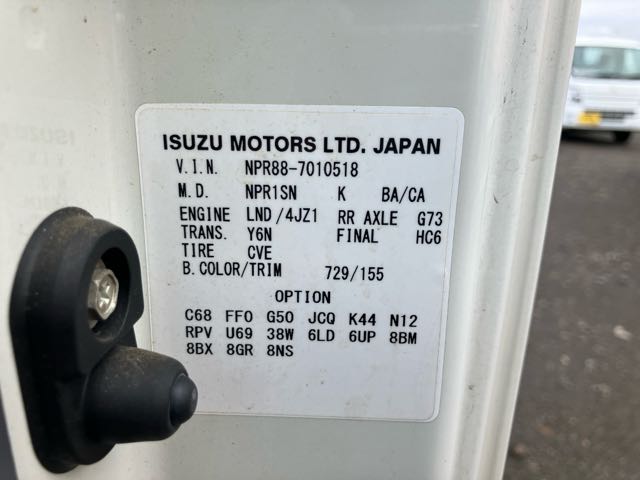 ISUZU MOTORS LTD. JAPAN
V.I.N. NPR88-7010518
M.D. NPR1SN K BA/CA
ENGINE LND/4JZ1 RR AXLE G73
TRANS. Y6N FINAL HC6
TIRE CVE
B.COLOR/TRIM 729/155
OPTION
C68 FF0 G50 JCQ K44 N12
RPV U69 38W 6LD 6UP 8BM
8BX 8GR 8NS